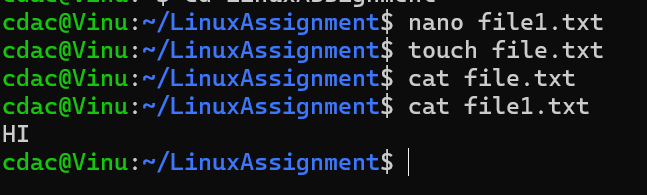 cdac@Vinu:~/LinuxAssignment$ nano file1.txt
cdac@Vinu:~/LinuxAssignment$ touch file.txt
cdac@Vinu:~/LinuxAssignment$ cat file.txt
cdac@Vinu:~/LinuxAssignment$ cat file1.txt
HI
cdac@Vinu:~/LinuxAssignment$